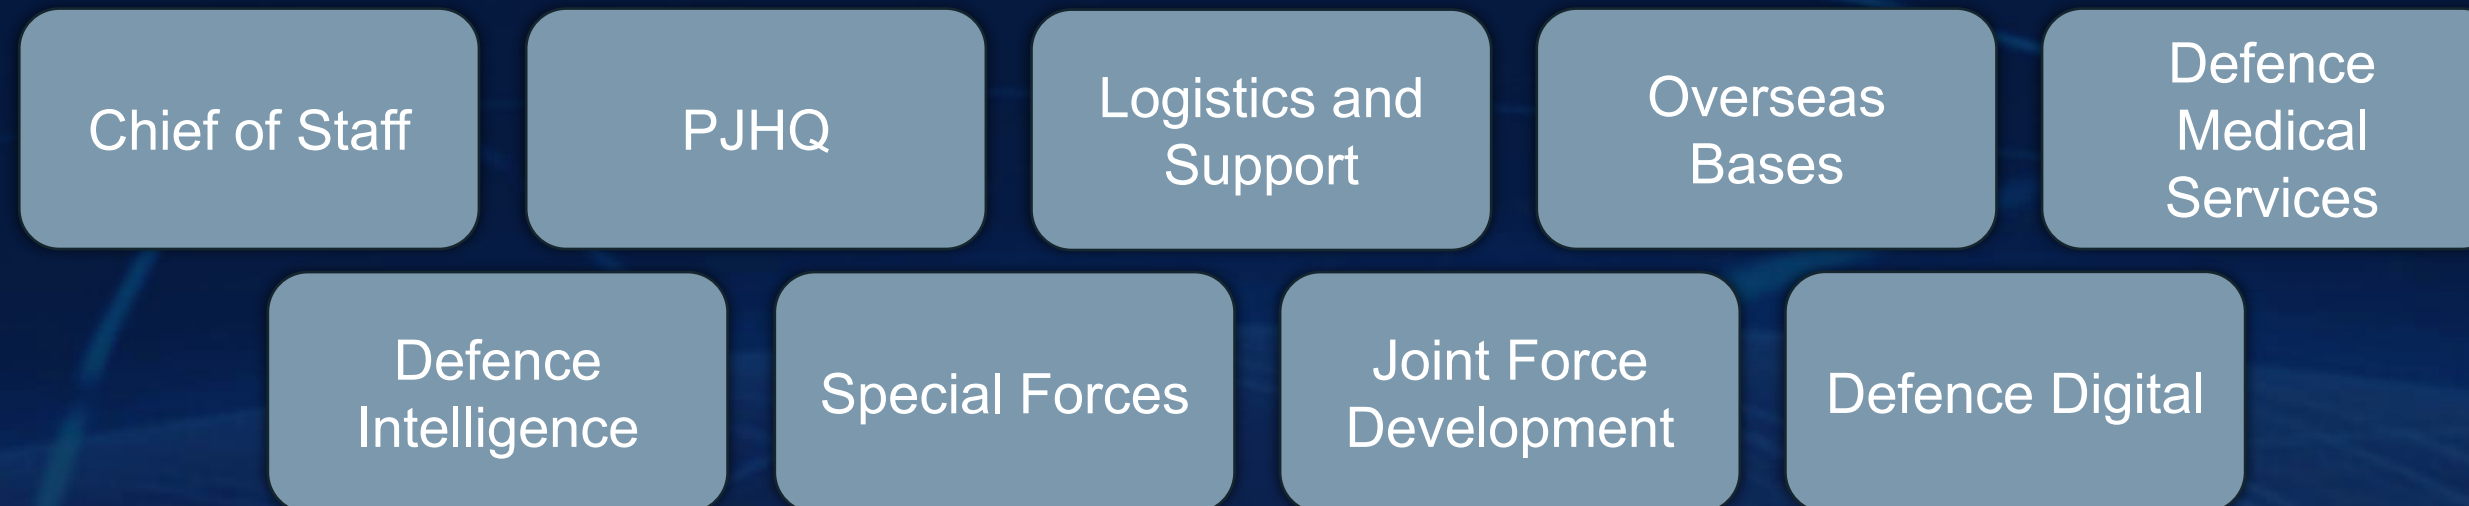 Chief of Staff
PJHQ
Logistics and
Support
Overseas
Bases
Defence
Medical
Services
Defence
Intelligence
Special Forces
Joint Force
Development
Defence Digital